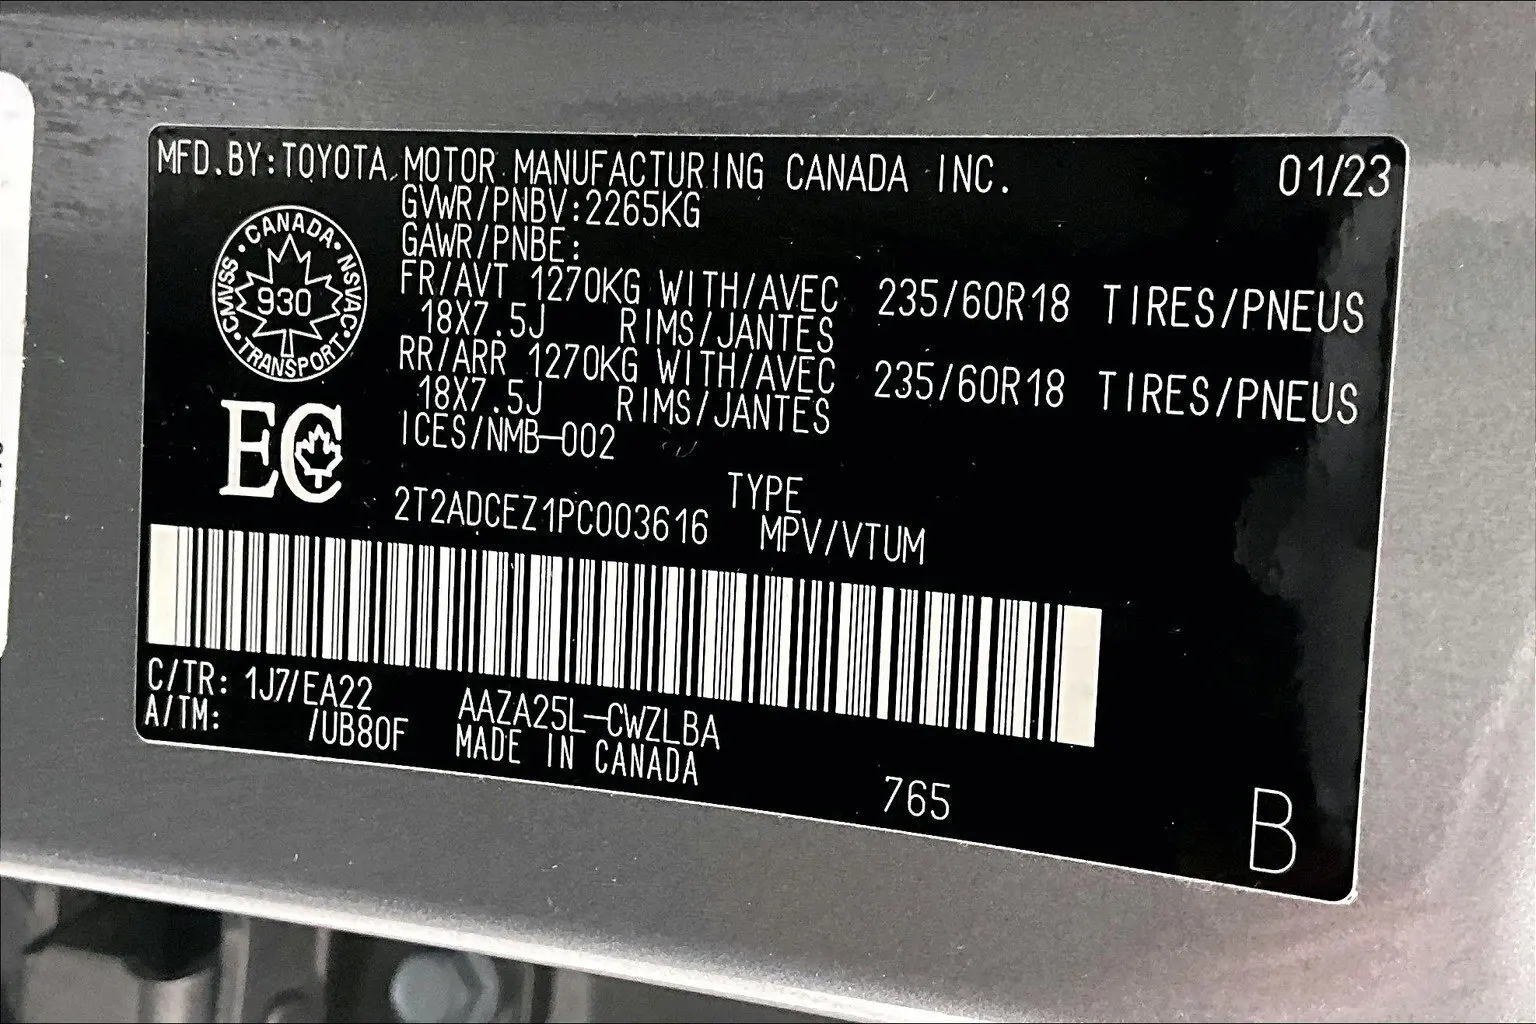 MFD.BY:TOYOTA MOTOR MANUFACTURING CANADA INC. 01/23
GVWR/PNBV:2265KG
GAWR/PNBE:
FR/AVT 1270KG WITH/AVEC 235/60R18 TIRES/PNEUS
18X7.5J RIMS/JANTES
RR/ARR 1270KG WITH/AVEC 235/60R18 TIRES/PNEUS
18X7.5J RIMS/JANTES
ICES/NMB-002
CANADA
CMVSS 930 NSVAC
TRANSPORT
EC
TYPE
2T2ADCEZ1PC003616 MPV/VTUM
C/TR: 1J7/EA22 AAZA25L-CWZLBA
A/TM: /UB80F MADE IN CANADA
765
B